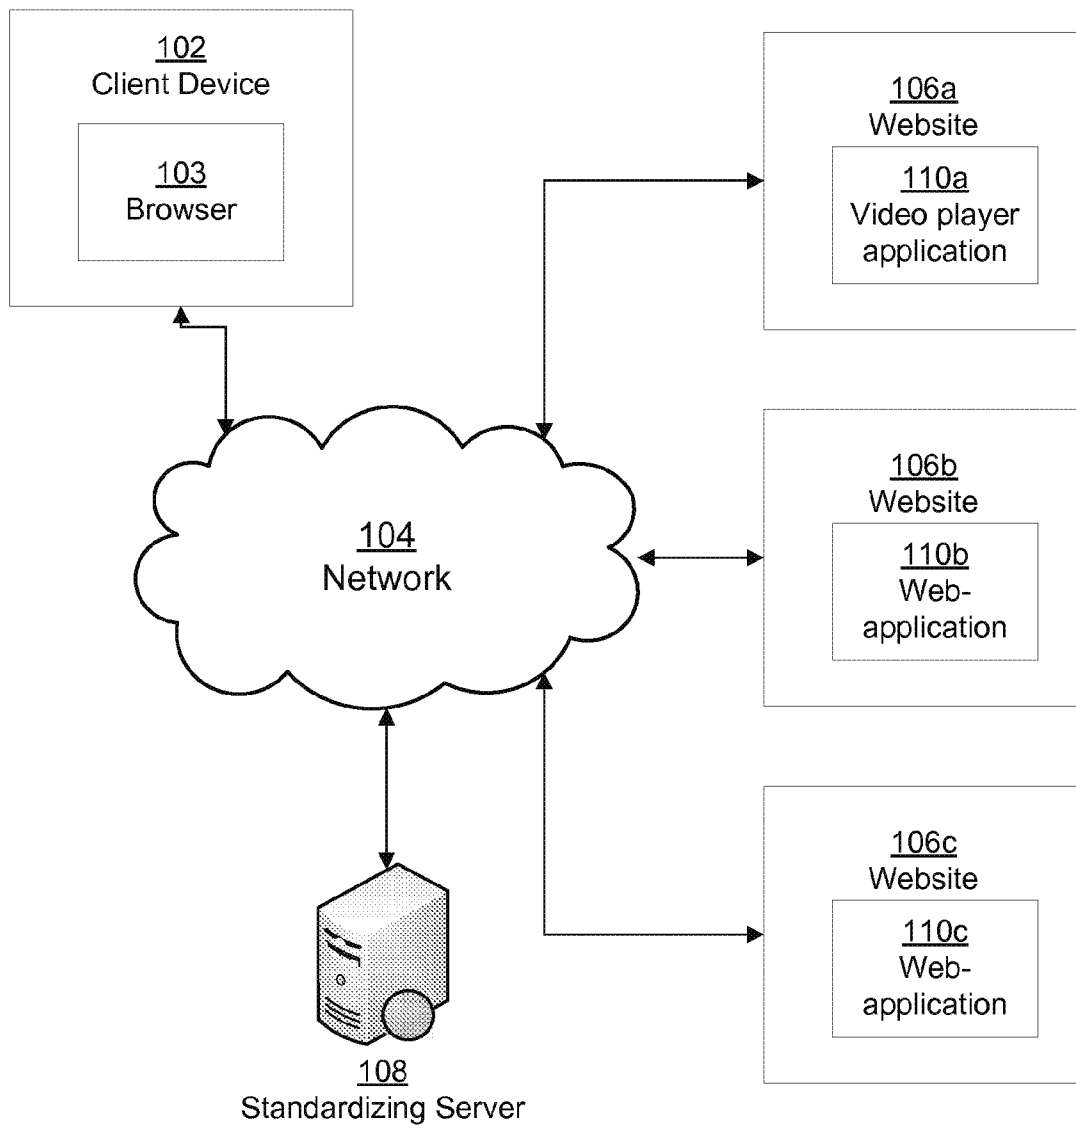 102
Client Device
103
Browser
106a
Website
110a
Video player
application
104
Network
106b
Website
110b
Web-
application
106c
Website
110c
Web-
application
108
Standardizing Server